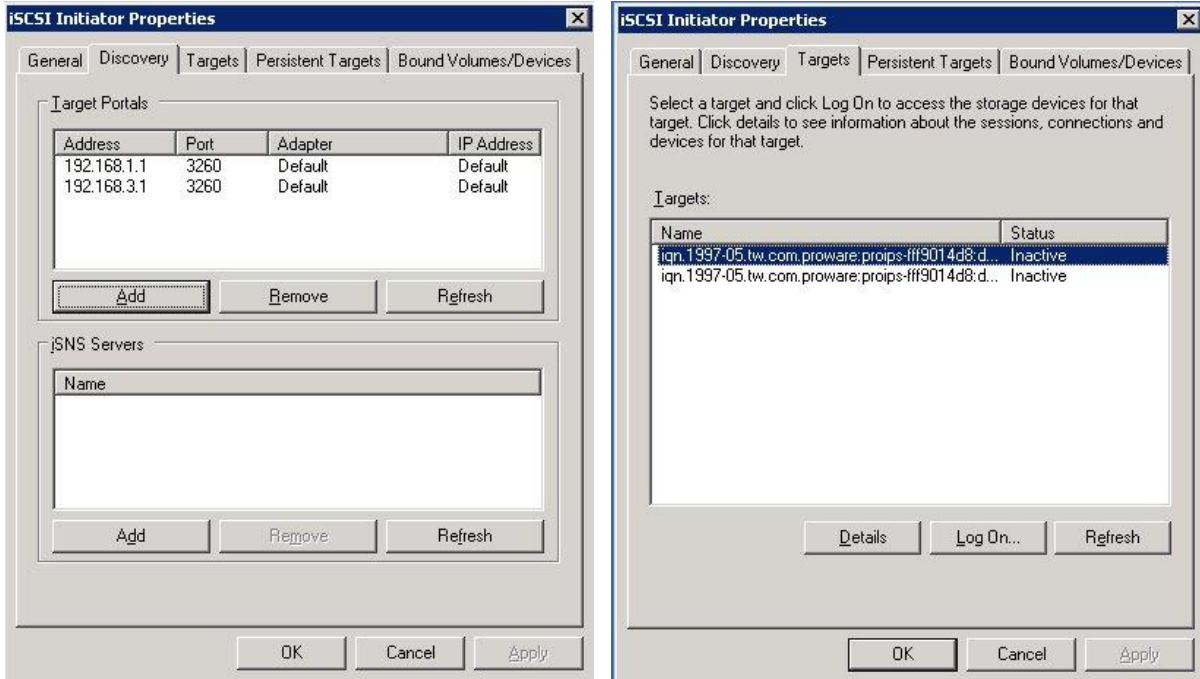 iSCSI Initiator Properties
General Discovery Targets Persistent Targets Bound Volumes/Devices
Target Portals
Address Port Adapter IP Address
192.168.1.1 3260 Default Default
192.168.3.1 3260 Default Default
Add Remove Refresh
iSNS Servers
Name
Add Remove Refresh
OK Cancel Apply
iSCSI Initiator Properties
General Discovery Targets Persistent Targets Bound Volumes/Devices
Select a target and click Log On to access the storage devices for that
target. Click details to see information about the sessions, connections and
devices for that target.
Targets:
Name Status
iqn.1997-05.tw.com.proware:proips-fff9014d8:d... Inactive
iqn.1997-05.tw.com.proware:proips-fff9014d8:d... Inactive
Details Log On... Refresh
OK Cancel Apply